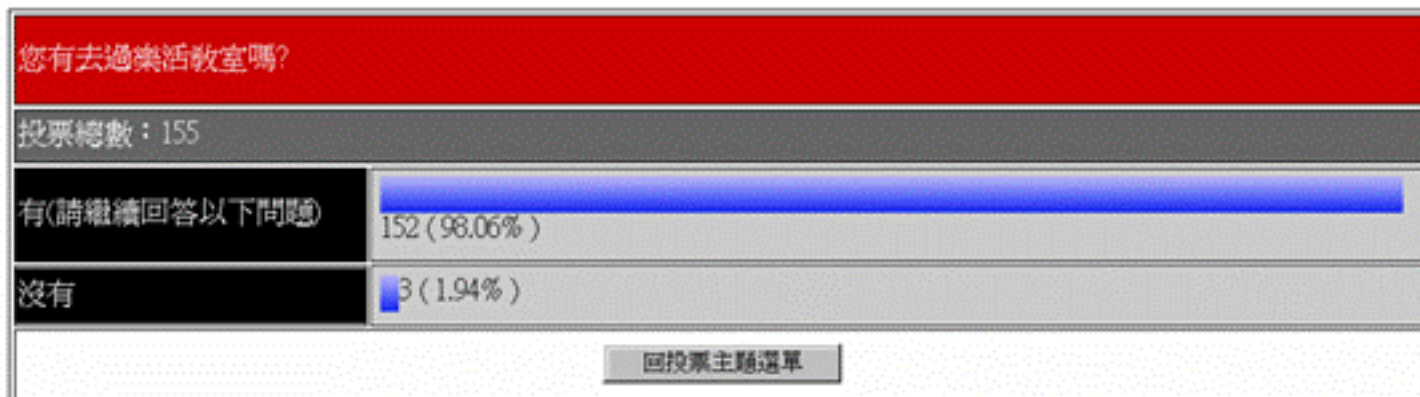 您有去過樂活教室嗎?
投票總數：155
有(請繼續回答以下問題)
152 ( 98.06% )
沒有
3 ( 1.94% )
回投票主題選單